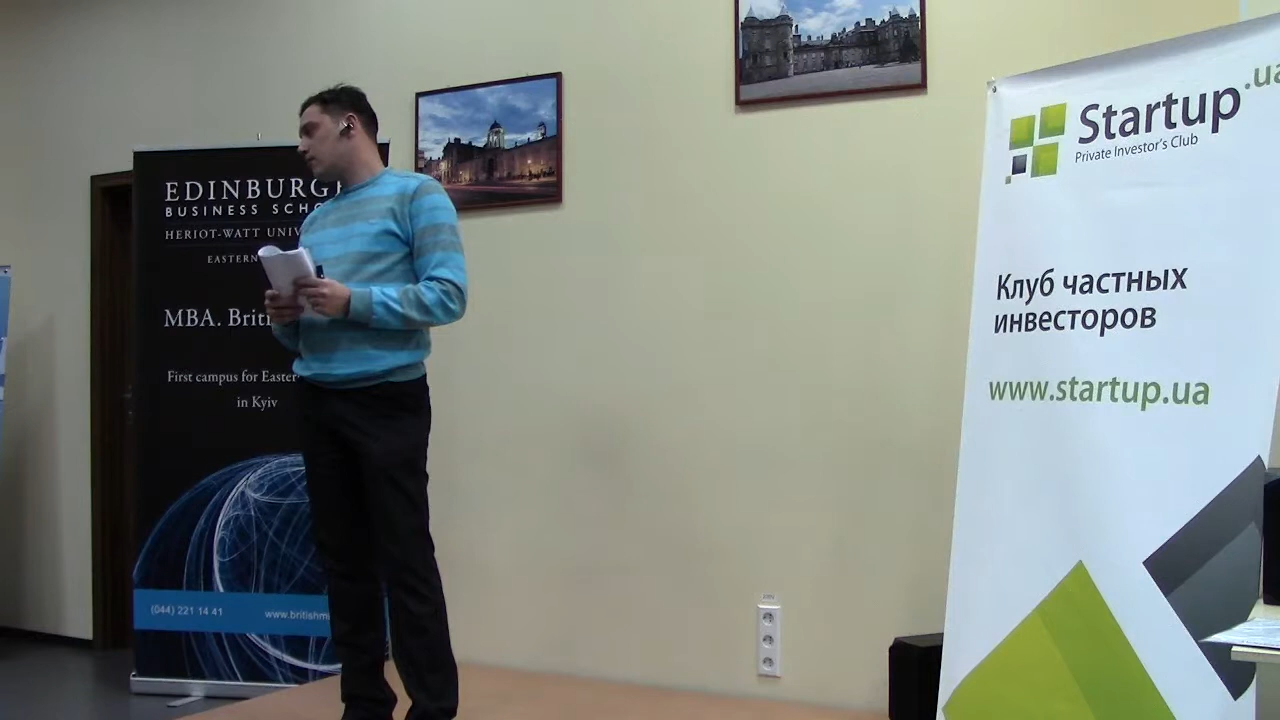 EDINBURGH
BUSINESS SCHO
HERIOT-WATT UNIV
EASTERN
MBA. Briti
First campus for Easter
in Kyiv
(044) 221 14 41
www.britishm
Startup.ua
Private Investor's Club
Клуб частных
инвесторов
www.startup.ua